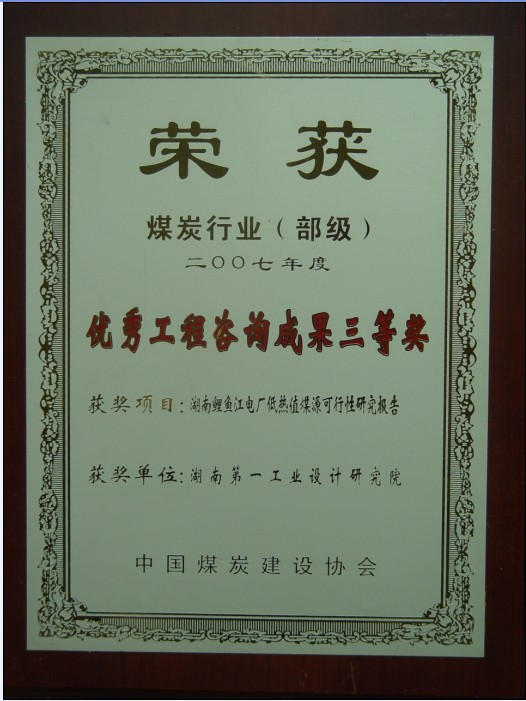 荣获
煤炭行业（部级）
二〇〇七年度
优秀工程咨询成果三等奖
获奖项目：湖南鲤鱼江电厂低热值煤源可行性研究报告
获奖单位：湖南第一工业设计研究院
中国煤炭建设协会